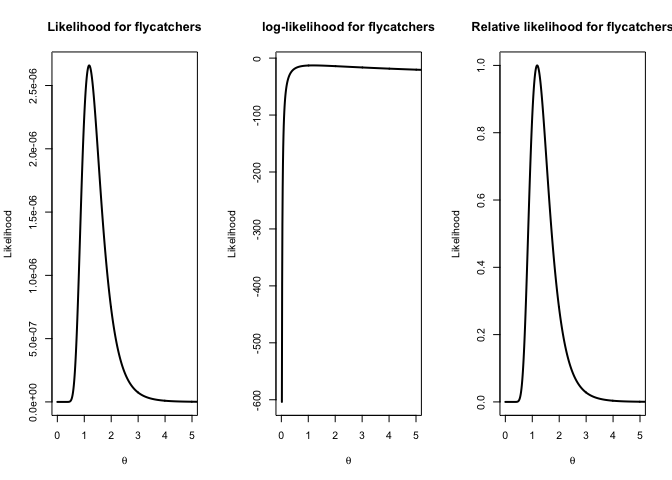 Likelihood for flycatchers
Likelihood
0.0e+00 5.0e-07 1.0e-06 1.5e-06 2.0e-06 2.5e-06
0 1 2 3 4 5
θ
log-likelihood for flycatchers
Likelihood
-600 -500 -400 -300 -200 -100 0
0 1 2 3 4 5
θ
Relative likelihood for flycatchers
Likelihood
0.0 0.2 0.4 0.6 0.8 1.0
0 1 2 3 4 5
θ